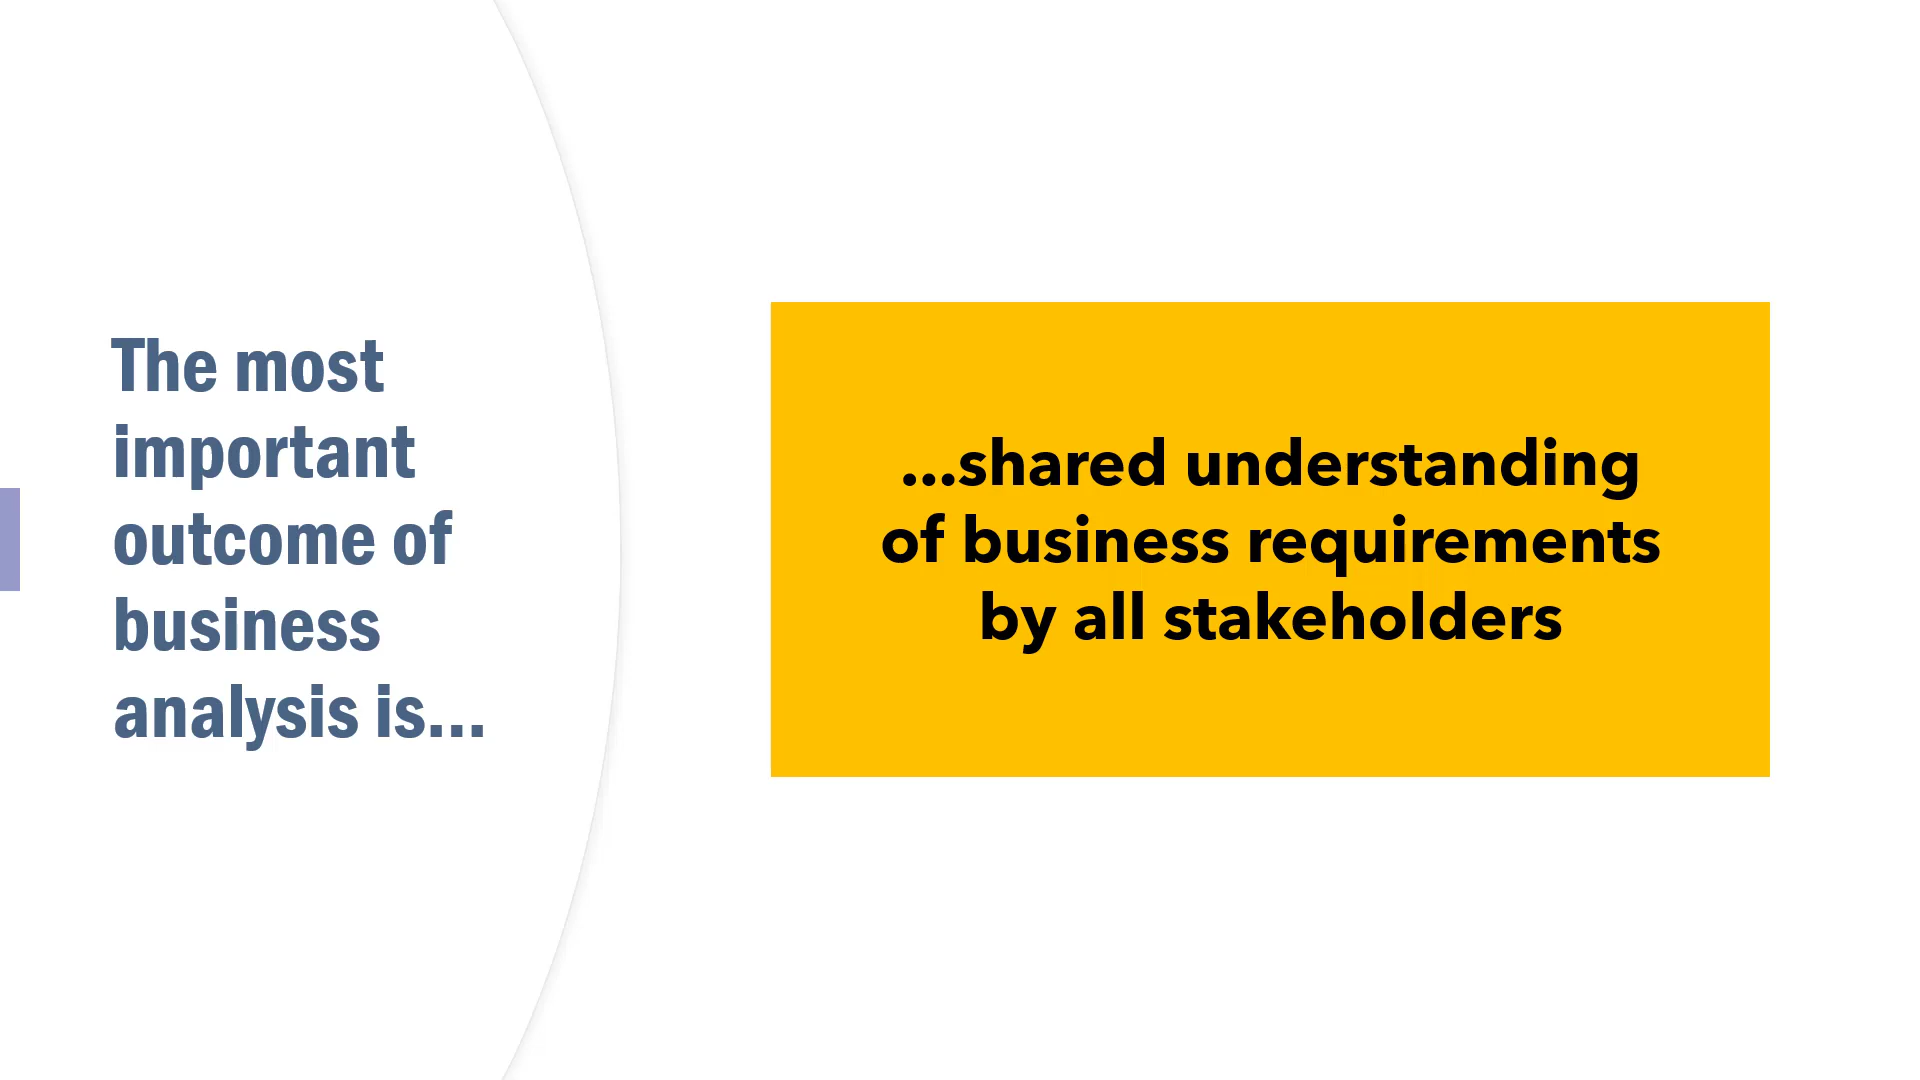 The most
important
outcome of
business
analysis is...
...shared understanding
of business requirements
by all stakeholders